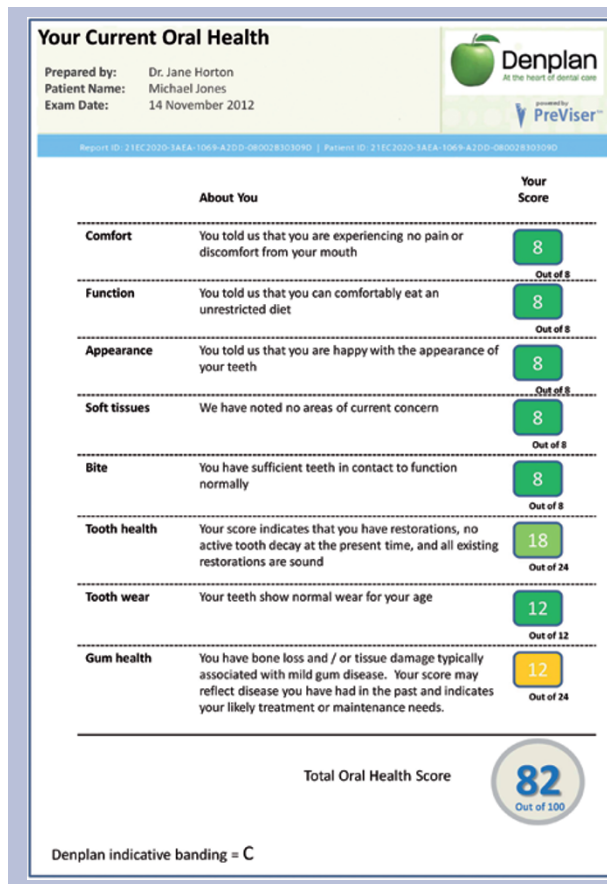 Your Current Oral Health
Prepared by: Dr. Jane Horton
Patient Name: Michael Jones
Exam Date: 14 November 2012
Denplan
At the heart of dental care
powered by
PreViser™
Report ID: 21EC2020-3AEA-1069-A2DD-08002B30309D | Patient ID: 21EC2020-3AEA-1069-A2DD-08002B30309D
About You
Your
Score
Comfort
You told us that you are experiencing no pain or
discomfort from your mouth
8
Out of 8
Function
You told us that you can comfortably eat an
unrestricted diet
8
Out of 8
Appearance
You told us that you are happy with the appearance of
your teeth
8
Out of 8
Soft tissues
We have noted no areas of current concern
8
Out of 8
Bite
You have sufficient teeth in contact to function
normally
8
Out of 8
Tooth health
Your score indicates that you have restorations, no
active tooth decay at the present time, and all existing
restorations are sound
18
Out of 24
Tooth wear
Your teeth show normal wear for your age
12
Out of 12
Gum health
You have bone loss and / or tissue damage typically
associated with mild gum disease. Your score may
reflect disease you have had in the past and indicates
your likely treatment or maintenance needs.
12
Out of 24
Total Oral Health Score
82
Out of 100
Denplan indicative banding = C